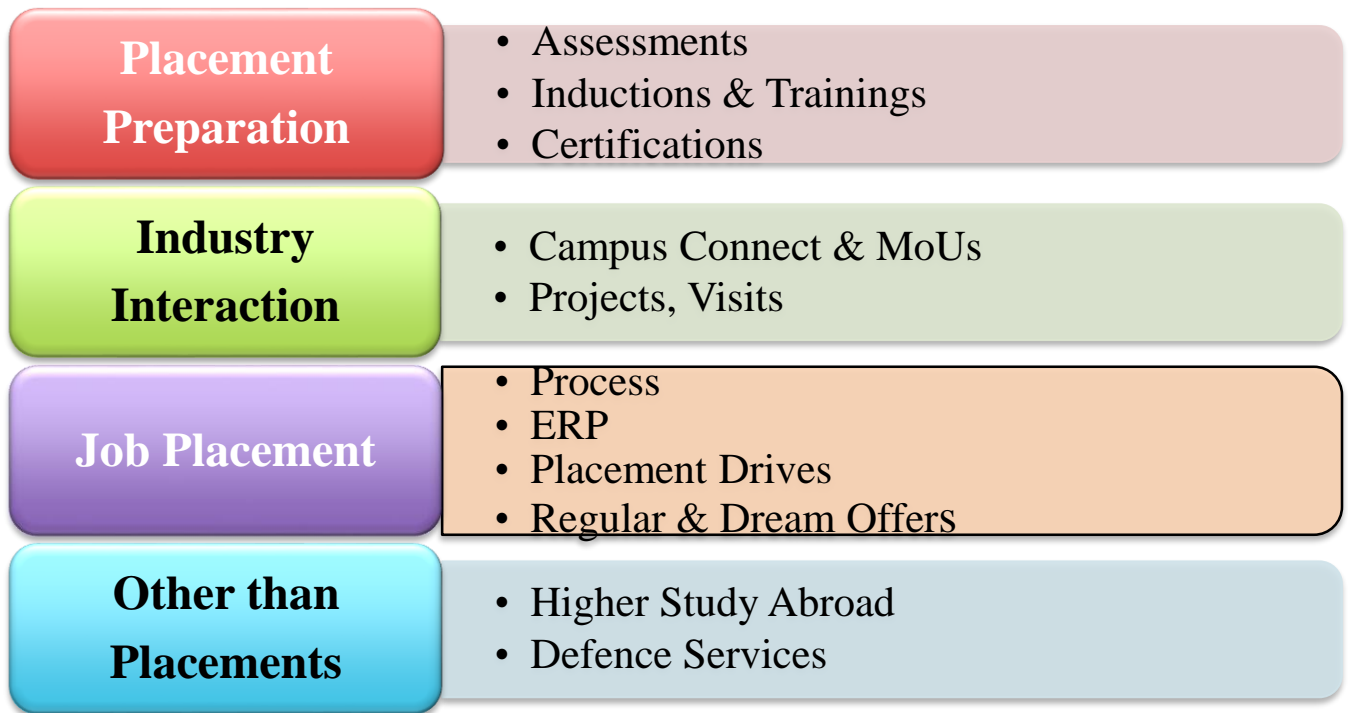 Placement
Preparation
• Assessments
• Inductions & Trainings
• Certifications
Industry
Interaction
• Campus Connect & MoUs
• Projects, Visits
Job Placement
• Process
• ERP
• Placement Drives
• Regular & Dream Offers
Other than
Placements
• Higher Study Abroad
• Defence Services